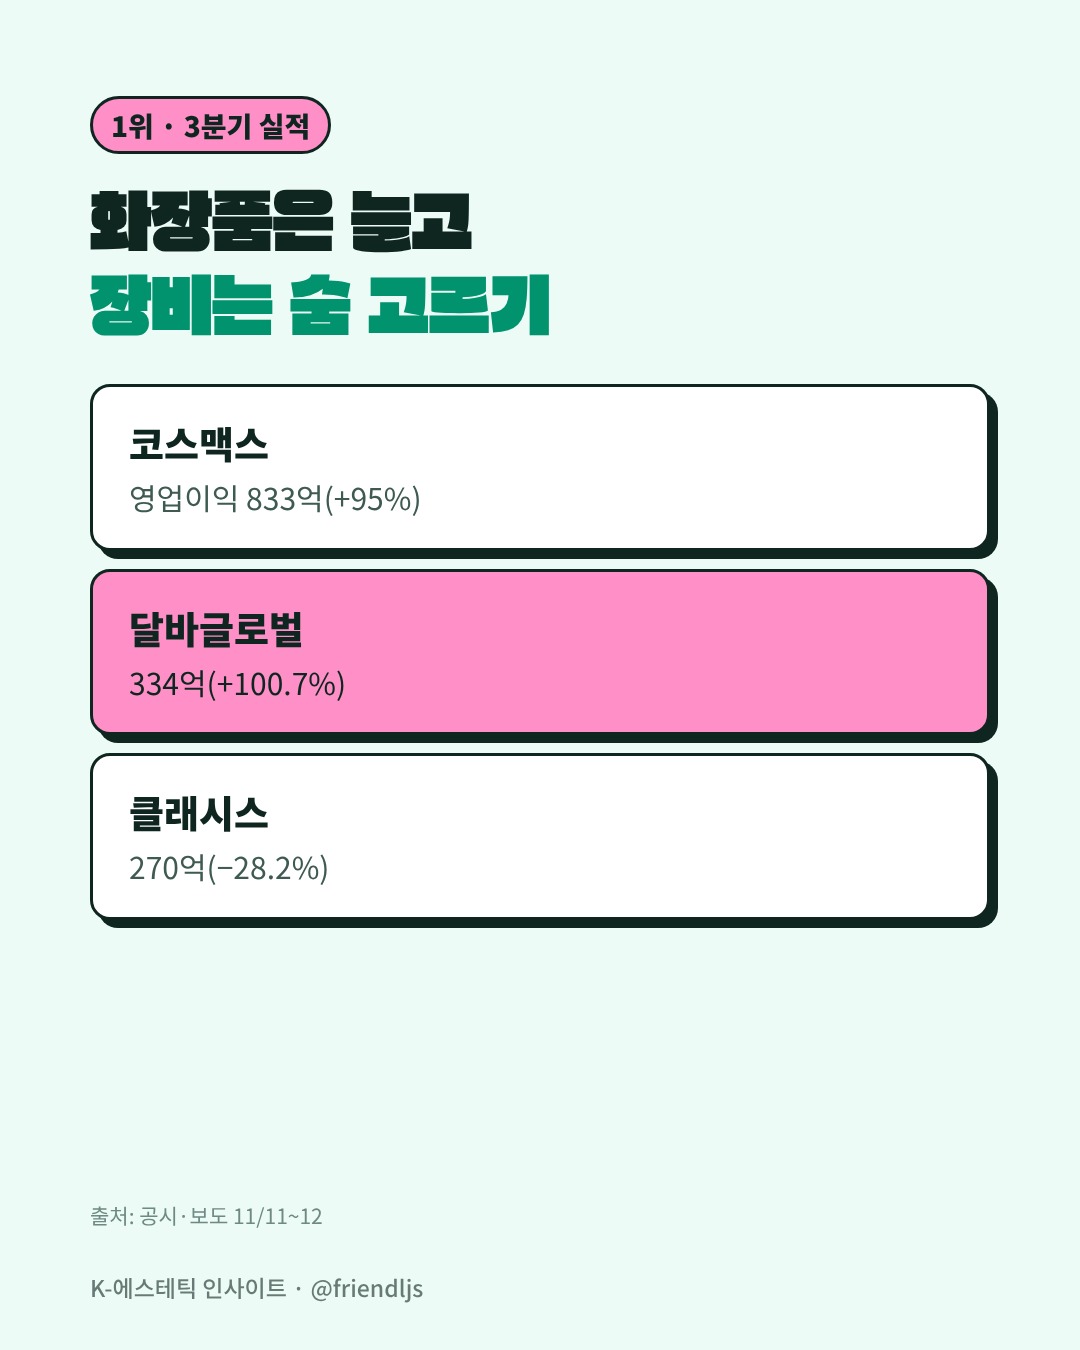 1위 · 3분기 실적
화장품은 늘고
장비는 숨 고르기
코스맥스
영업이익 833억(+95%)
달바글로벌
334억(+100.7%)
클래시스
270억(−28.2%)
출처: 공시·보도 11/11~12
K-에스테틱 인사이트 · @friendljs